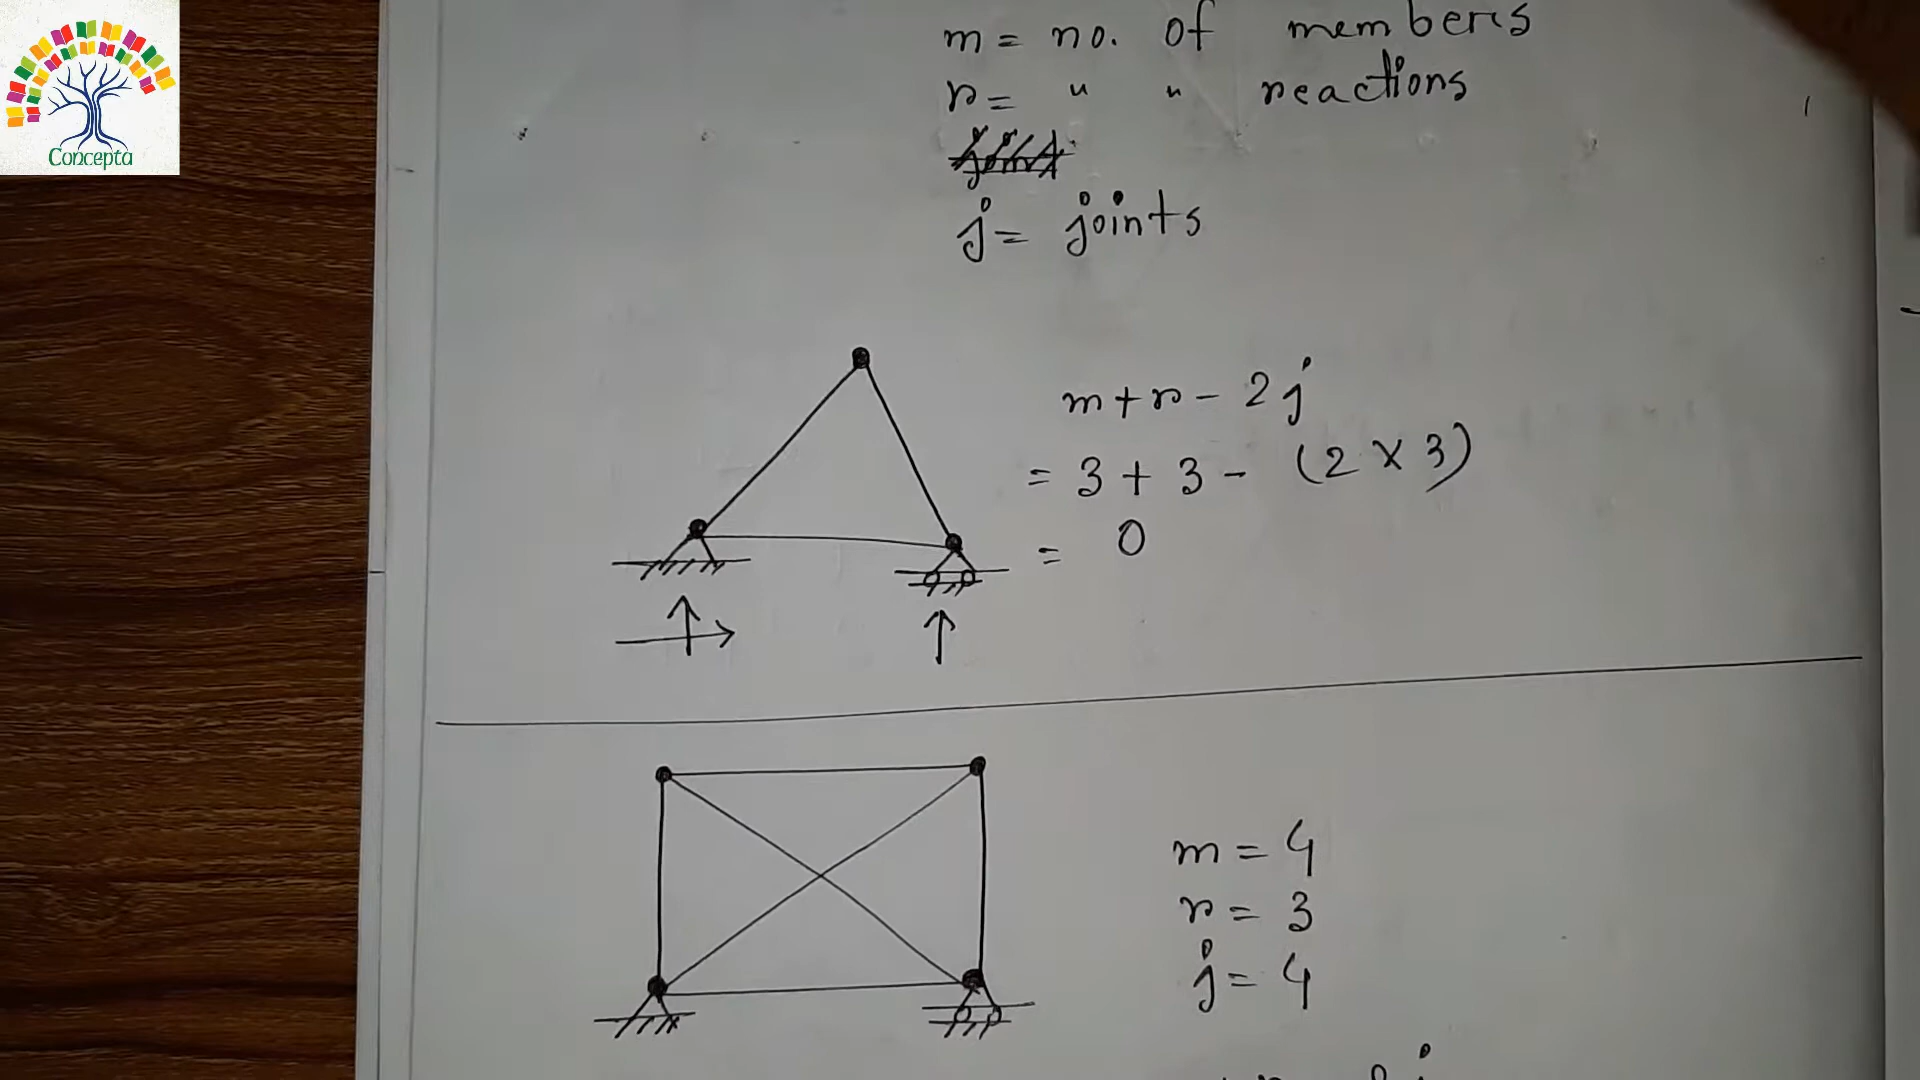 Concepta
m = no. of members
r = " " reactions
j = joints
m + r - 2j
= 3 + 3 - (2 × 3)
= 0
m = 4
r = 3
j = 4